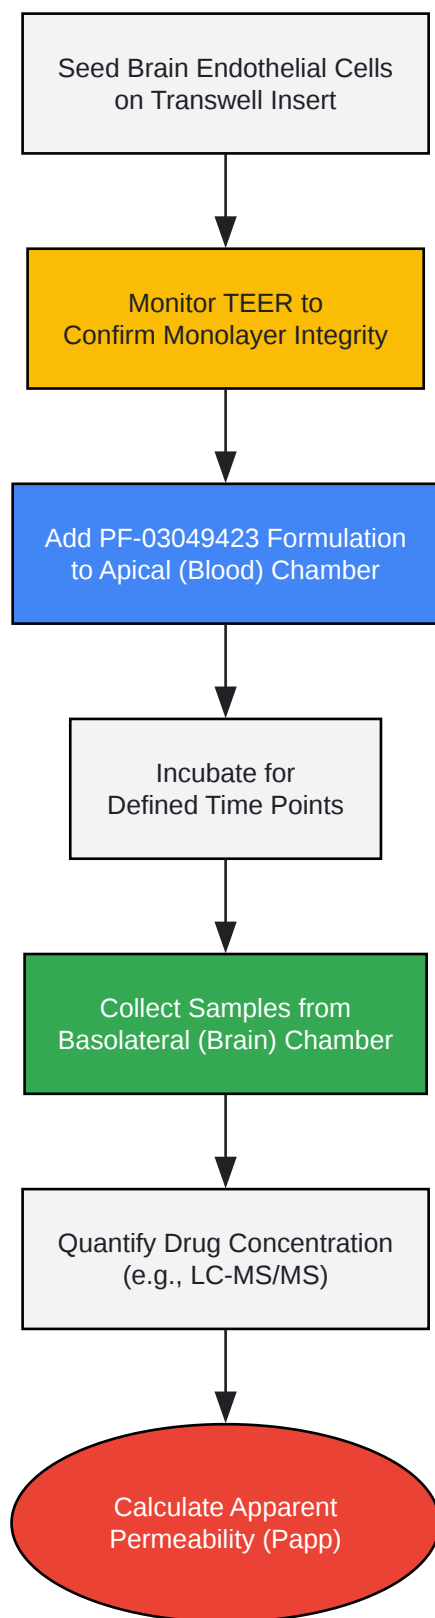 Seed Brain Endothelial Cells
on Transwell Insert
Monitor TEER to
Confirm Monolayer Integrity
Add PF-03049423 Formulation
to Apical (Blood) Chamber
Incubate for
Defined Time Points
Collect Samples from
Basolateral (Brain) Chamber
Quantify Drug Concentration
(e.g., LC-MS/MS)
Calculate Apparent
Permeability (Papp)